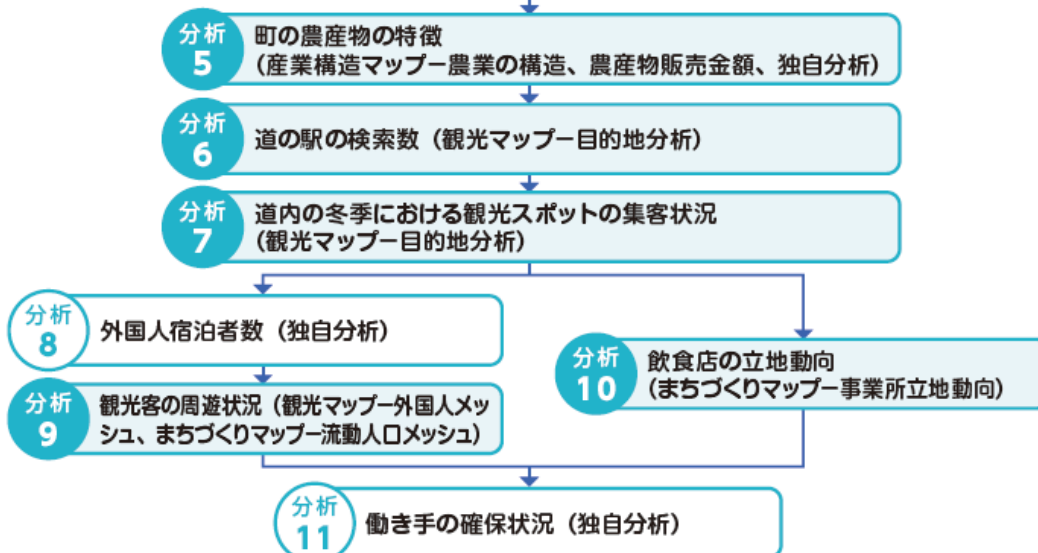 分析
5
町の農産物の特徴
(産業構造マップー農業の構造、農産物販売金額、独自分析)
分析
6
道の駅の検索数(観光マップー目的地分析)
分析
7
道内の冬季における観光スポットの集客状況
(観光マップー目的地分析)
分析
8
外国人宿泊者数(独自分析)
分析
9
観光客の周遊状況(観光マップー外国人メッ
シュ、まちづくりマップー流動人口メッシュ)
分析
10
飲食店の立地動向
(まちづくりマップー事業所立地動向)
分析
11
働き手の確保状況(独自分析)